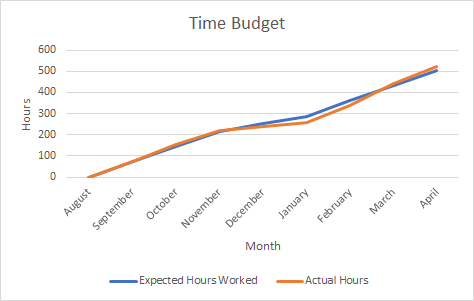 Time Budget
600
500
400
300
200
100
0
Hours
August
September
October
November
December
January
February
March
April
Month
Expected Hours Worked
Actual Hours